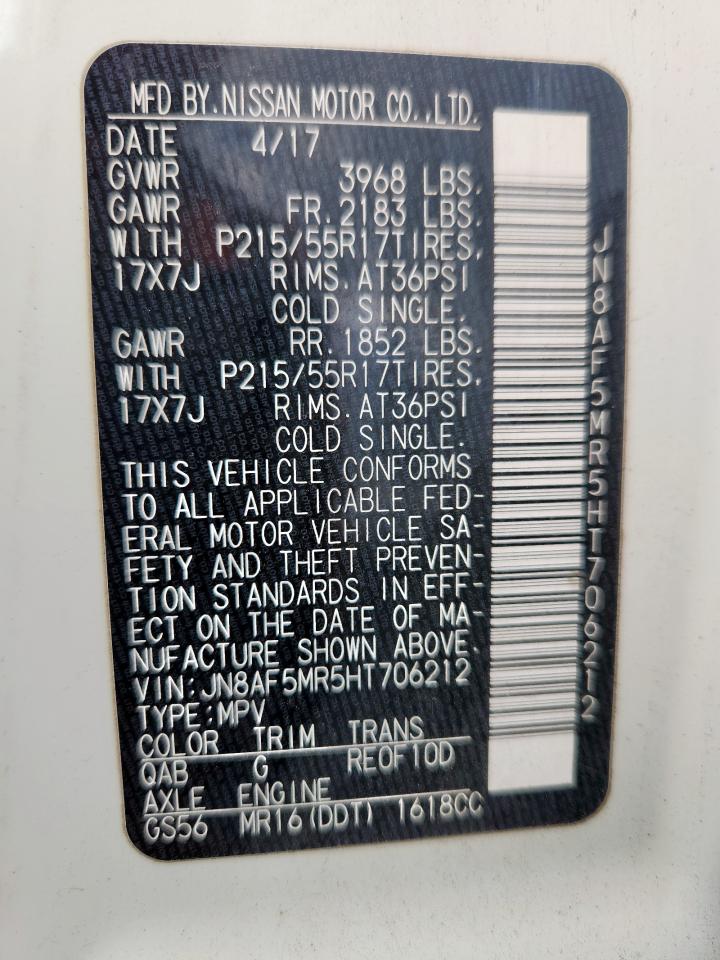 MFD BY.NISSAN MOTOR CO.,LTD.
DATE 4/17
GVWR 3968 LBS.
GAWR FR.2183 LBS.
WITH P215/55R17TIRES.
17X7J RIMS.AT36PSI
COLD SINGLE.
GAWR RR.1852 LBS.
WITH P215/55R17TIRES.
17X7J RIMS.AT36PSI
COLD SINGLE.
THIS VEHICLE CONFORMS
TO ALL APPLICABLE FED-
ERAL MOTOR VEHICLE SA-
FETY AND THEFT PREVEN-
TION STANDARDS IN EFF-
ECT ON THE DATE OF MA-
NUFACTURE SHOWN ABOVE.
VIN:JN8AF5MR5HT706212
TYPE:MPV
COLOR TRIM TRANS
QAB G RE0F10D
AXLE ENGINE
GS56 MR16(DDT) 1618CC
JN8AF5MR5HT706212